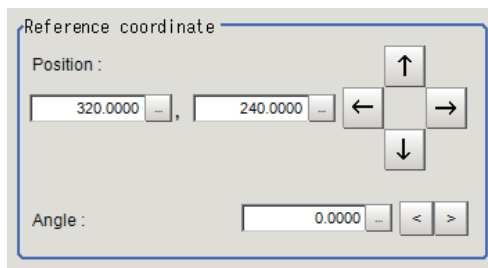 Reference coordinate
Position :
↑
320.0000 ... , 240.0000 ... ← →
↓
Angle : 0.0000 ... < >